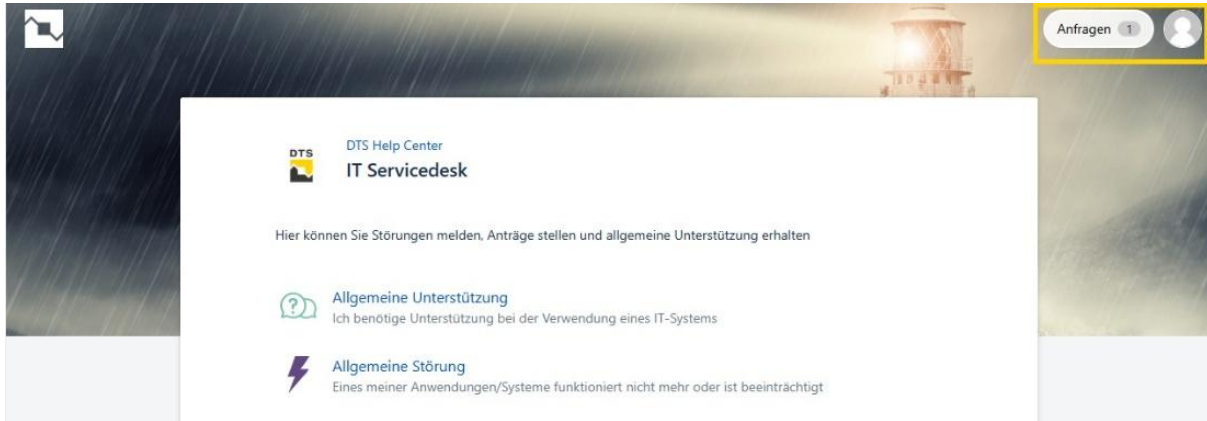 Anfragen 1
DTS
DTS Help Center
IT Servicedesk
Hier können Sie Störungen melden, Anträge stellen und allgemeine Unterstützung erhalten
Allgemeine Unterstützung
Ich benötige Unterstützung bei der Verwendung eines IT-Systems
Allgemeine Störung
Eines meiner Anwendungen/Systeme funktioniert nicht mehr oder ist beeinträchtigt